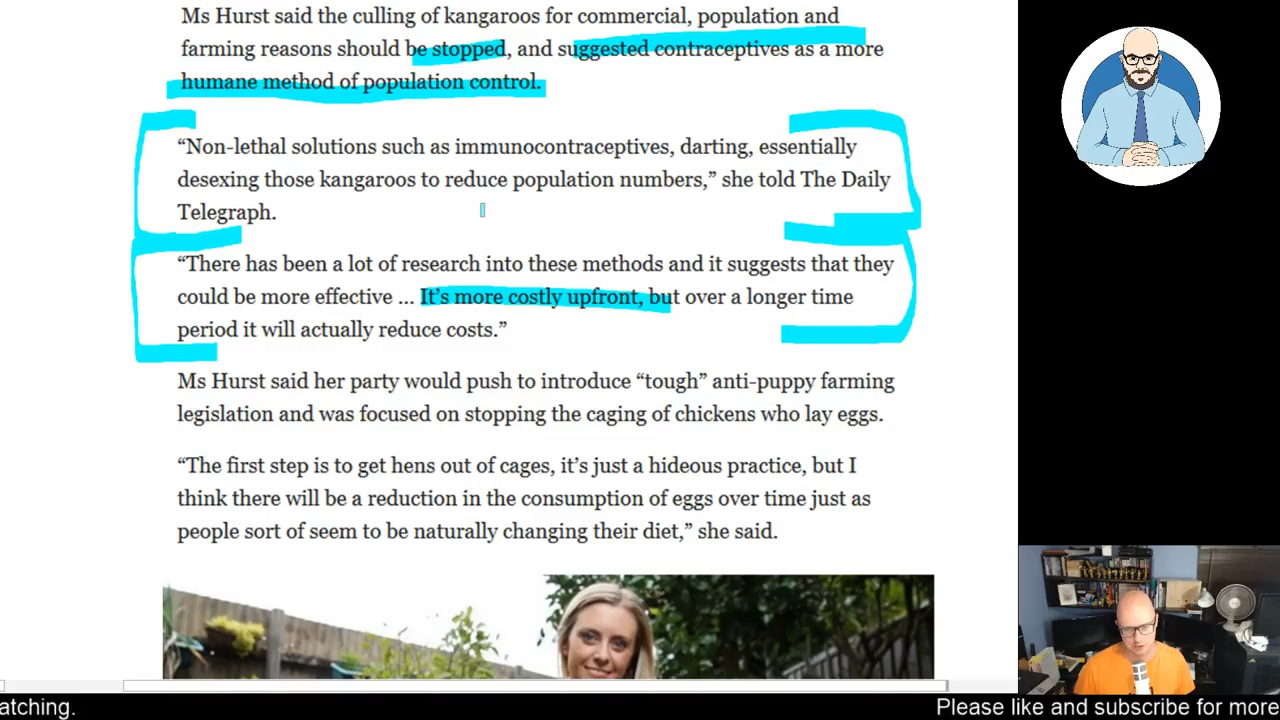 Ms Hurst said the culling of kangaroos for commercial, population and
farming reasons should be stopped, and suggested contraceptives as a more
humane method of population control.
“Non-lethal solutions such as immunocontraceptives, darting, essentially
desexing those kangaroos to reduce population numbers,” she told The Daily
Telegraph.
“There has been a lot of research into these methods and it suggests that they
could be more effective ... It’s more costly upfront, but over a longer time
period it will actually reduce costs.”
Ms Hurst said her party would push to introduce “tough” anti-puppy farming
legislation and was focused on stopping the caging of chickens who lay eggs.
“The first step is to get hens out of cages, it’s just a hideous practice, but I
think there will be a reduction in the consumption of eggs over time just as
people sort of seem to be naturally changing their diet,” she said.
atching.
Please like and subscribe for more